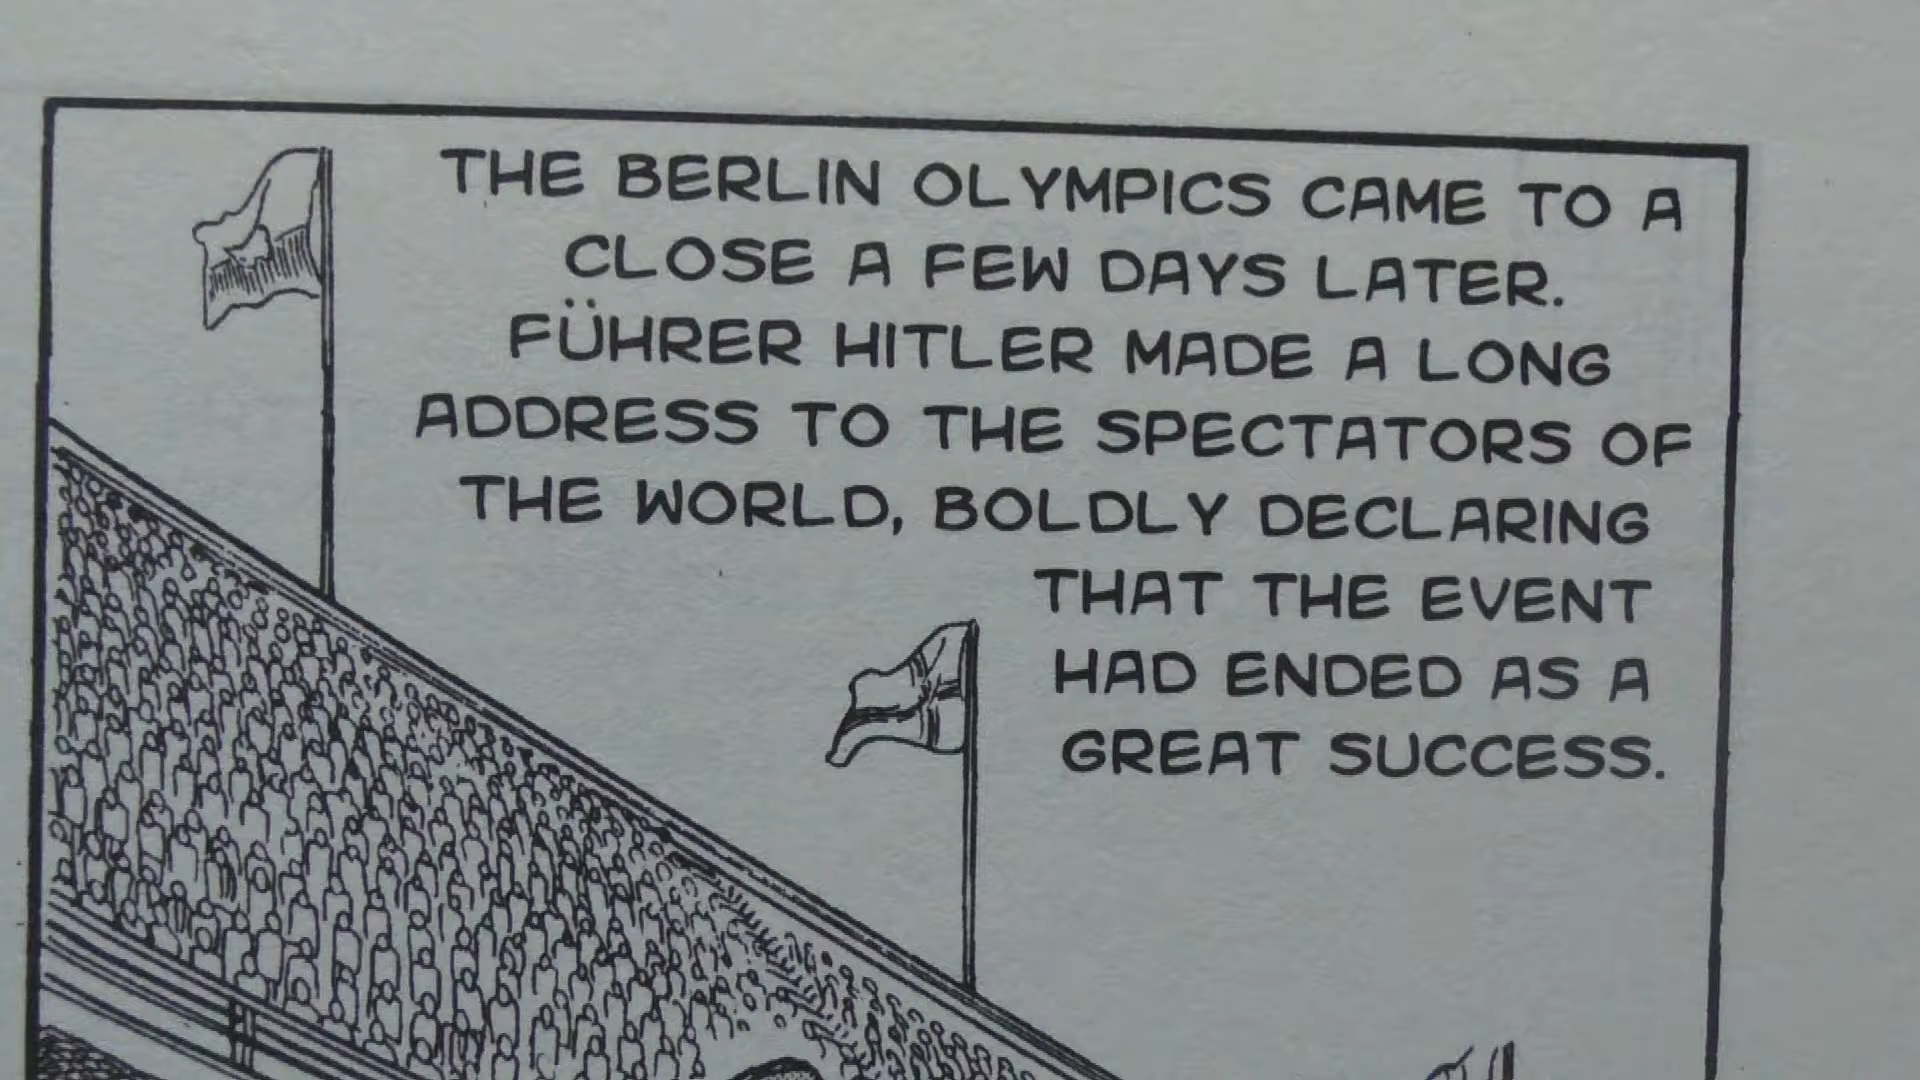 THE BERLIN OLYMPICS CAME TO A
CLOSE A FEW DAYS LATER.
FÜHRER HITLER MADE A LONG
ADDRESS TO THE SPECTATORS OF
THE WORLD, BOLDLY DECLARING
THAT THE EVENT
HAD ENDED AS A
GREAT SUCCESS.